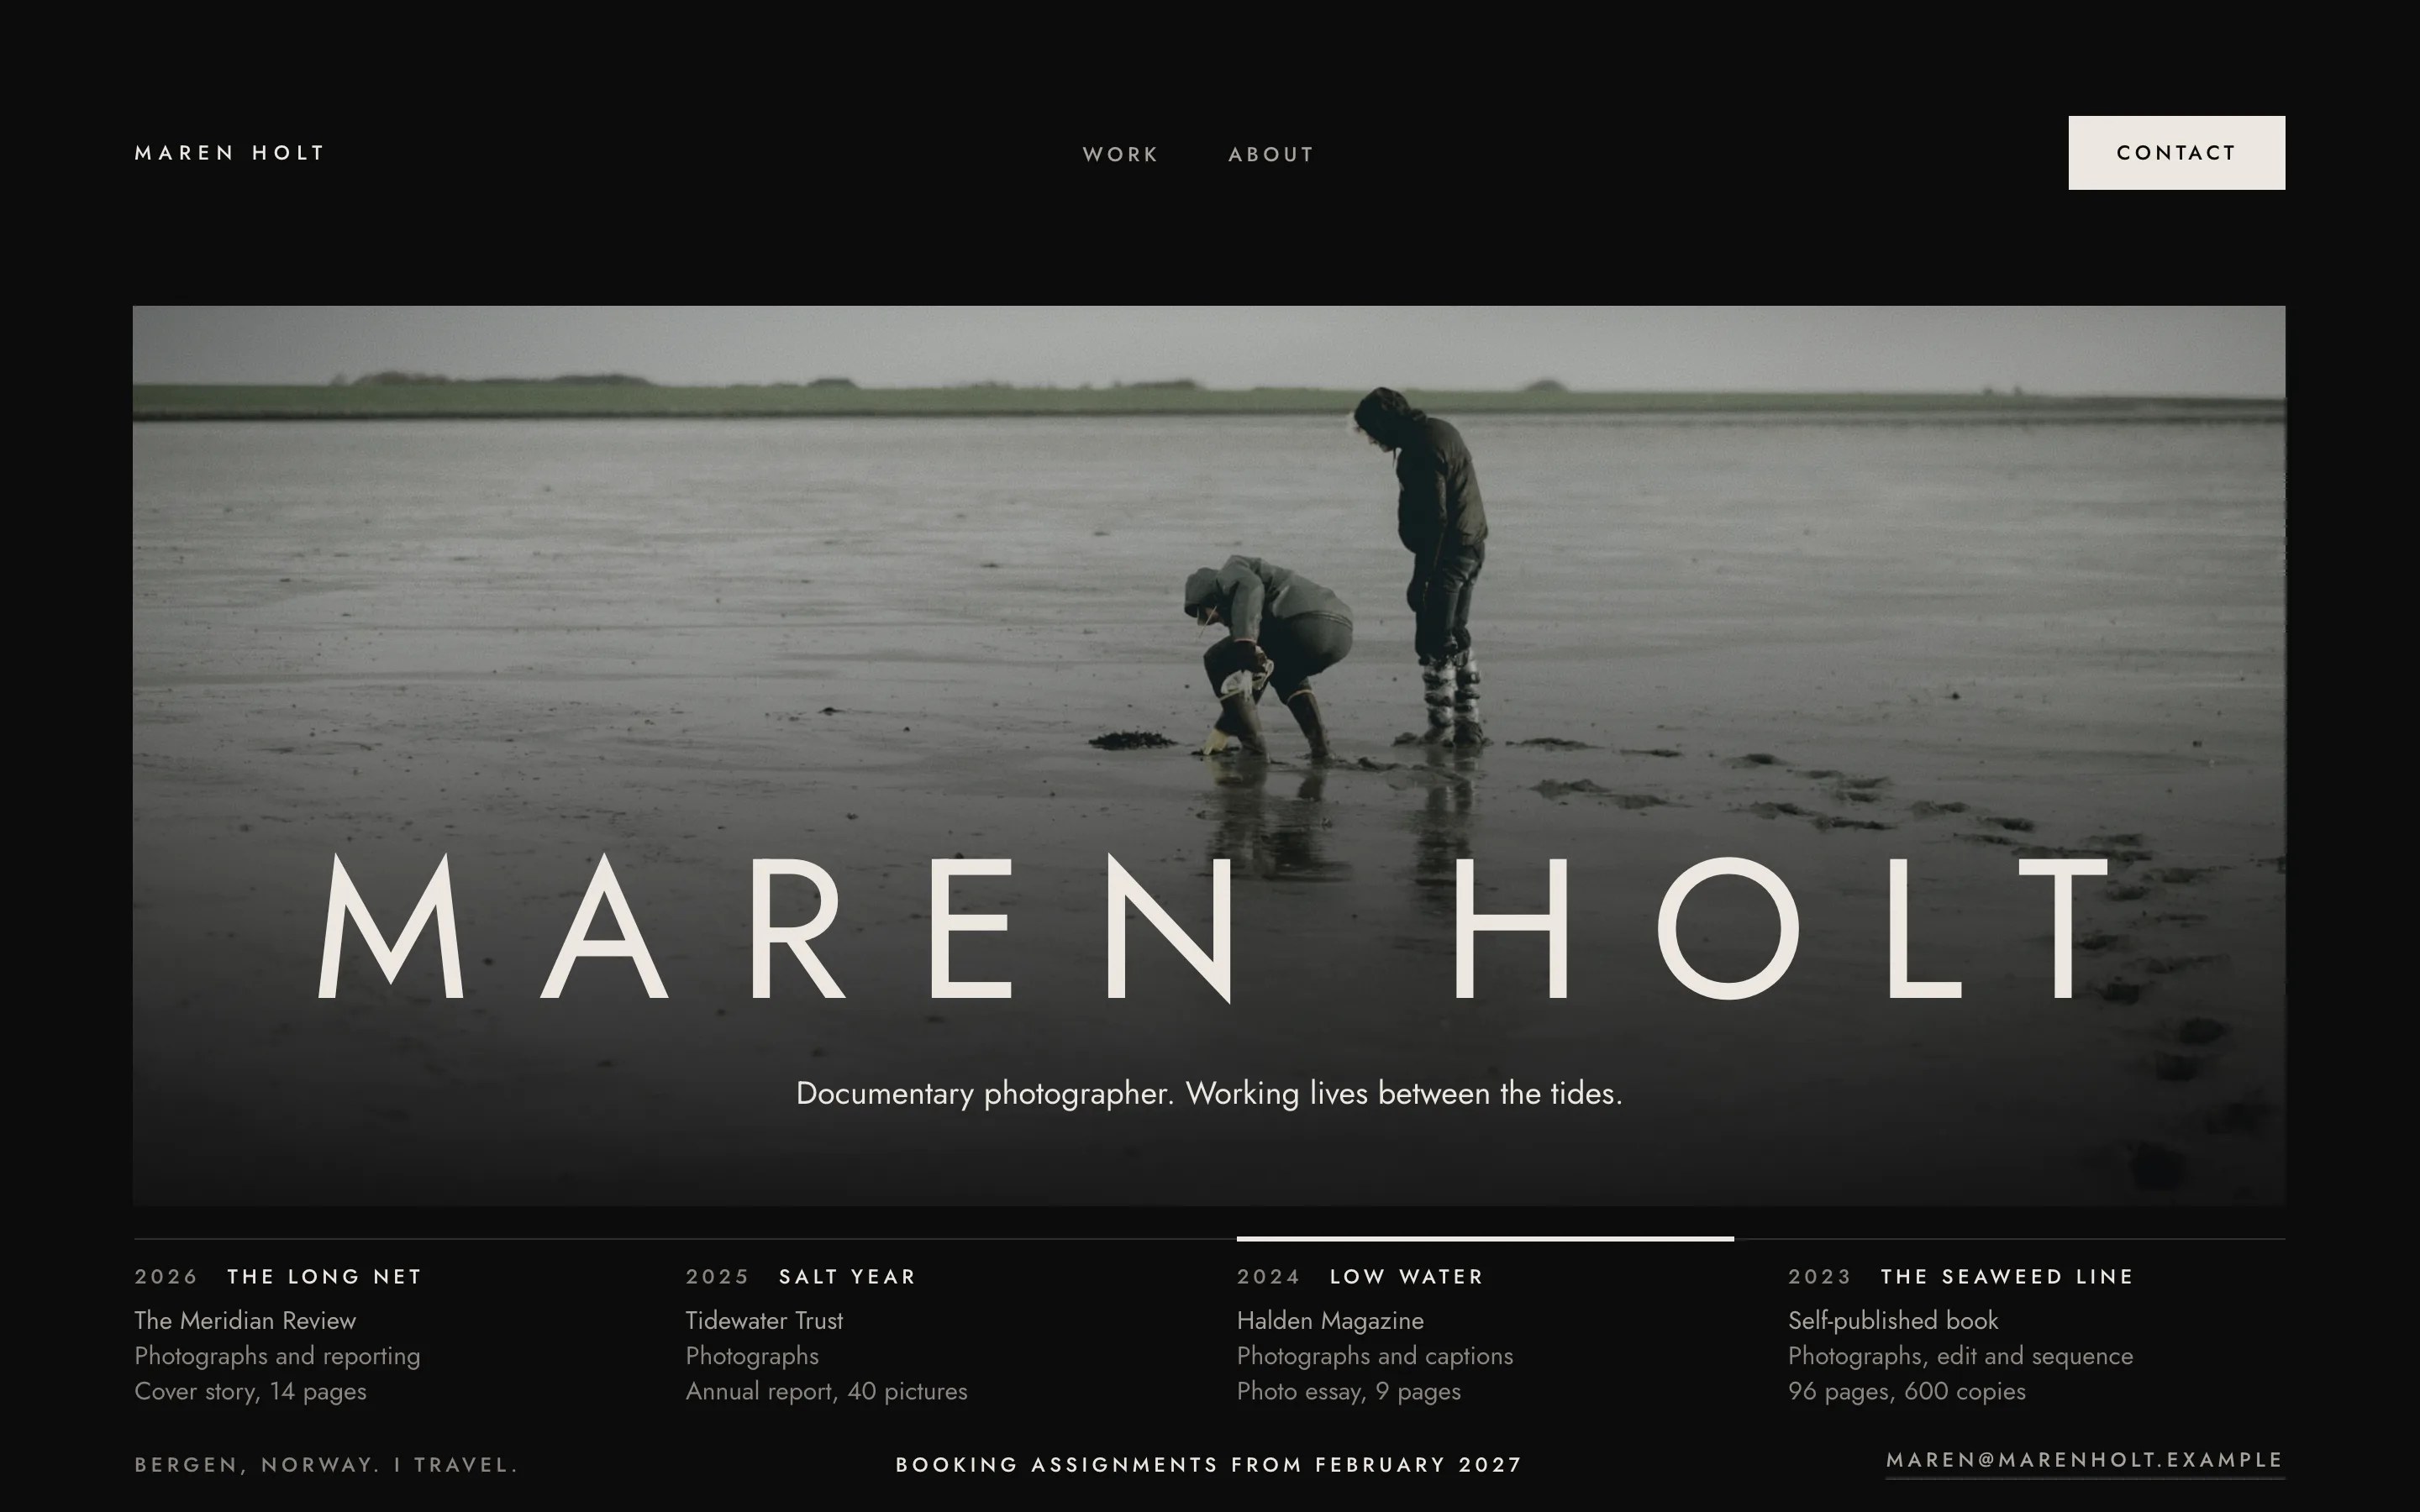 MAREN HOLT
WORK
ABOUT
CONTACT
MAREN HOLT
Documentary photographer. Working lives between the tides.
2026 THE LONG NET
The Meridian Review
Photographs and reporting
Cover story, 14 pages
2025 SALT YEAR
Tidewater Trust
Photographs
Annual report, 40 pictures
2024 LOW WATER
Halden Magazine
Photographs and captions
Photo essay, 9 pages
2023 THE SEAWEED LINE
Self-published book
Photographs, edit and sequence
96 pages, 600 copies
BERGEN, NORWAY. I TRAVEL.
BOOKING ASSIGNMENTS FROM FEBRUARY 2027
MAREN@MARENHOLT.EXAMPLE